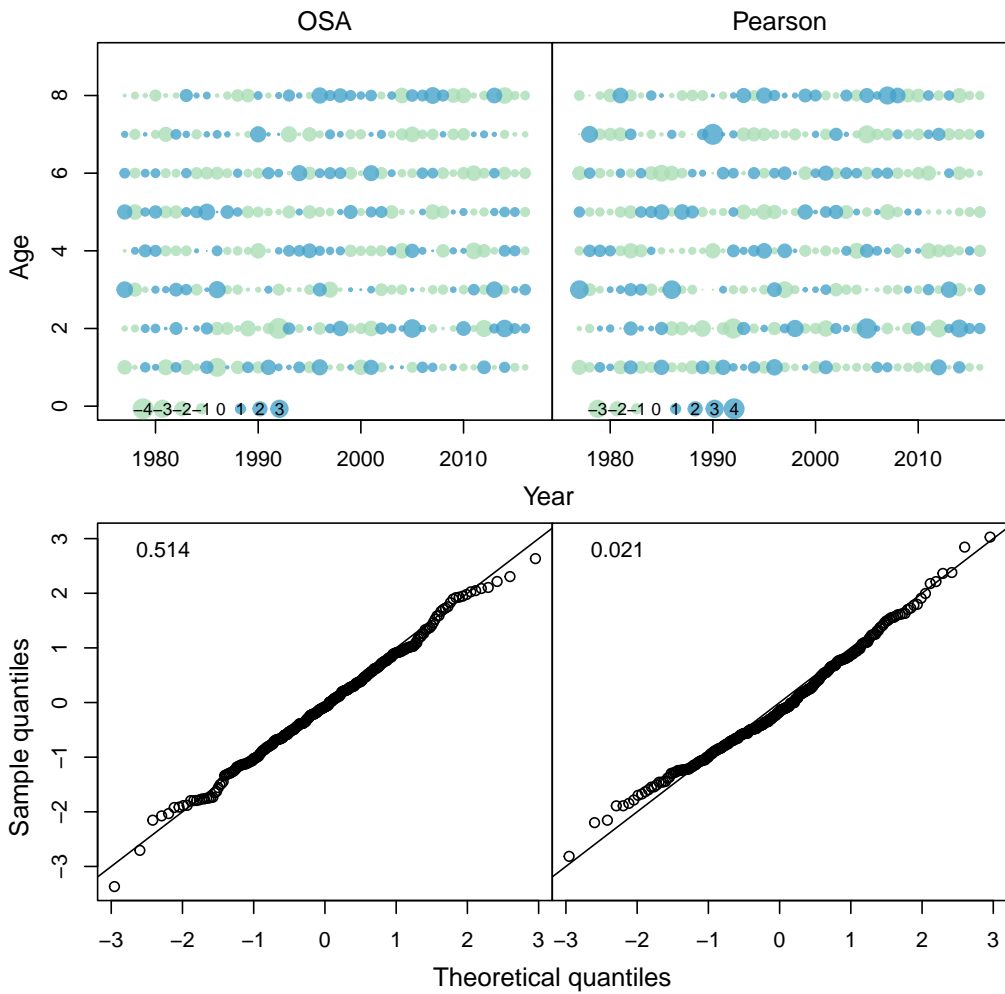 OSA Pearson
8
6
4
2
0
Age
−4 −3 −2 −1 0 1 2 3 −3 −2 −1 0 1 2 3 4
1980 1990 2000 2010 1980 1990 2000 2010
Year
0.514 0.021
3
2
1
0
−1
−2
−3
Sample quantiles
−3 −2 −1 0 1 2 3 −3 −2 −1 0 1 2 3
Theoretical quantiles